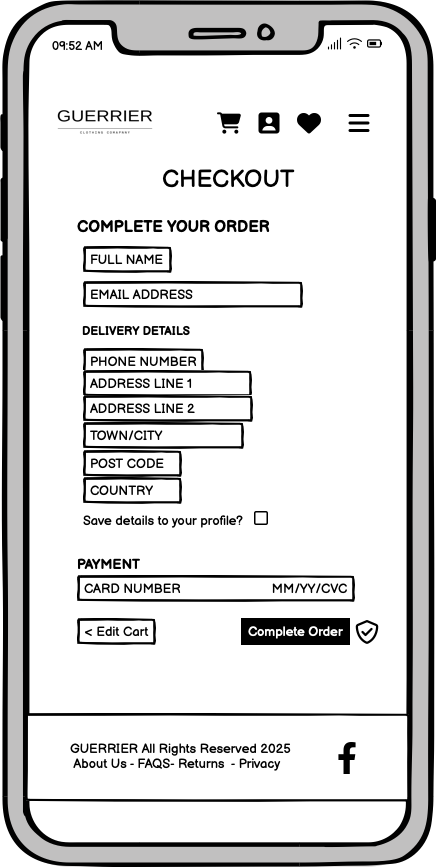 09:52 AM
GUERRIER
CLOTHING COMPANY
CHECKOUT
COMPLETE YOUR ORDER
FULL NAME
EMAIL ADDRESS
DELIVERY DETAILS
PHONE NUMBER
ADDRESS LINE 1
ADDRESS LINE 2
TOWN/CITY
POST CODE
COUNTRY
Save details to your profile?
PAYMENT
CARD NUMBER MM/YY/CVC
< Edit Cart Complete Order
GUERRIER All Rights Reserved 2025
About Us - FAQS- Returns - Privacy